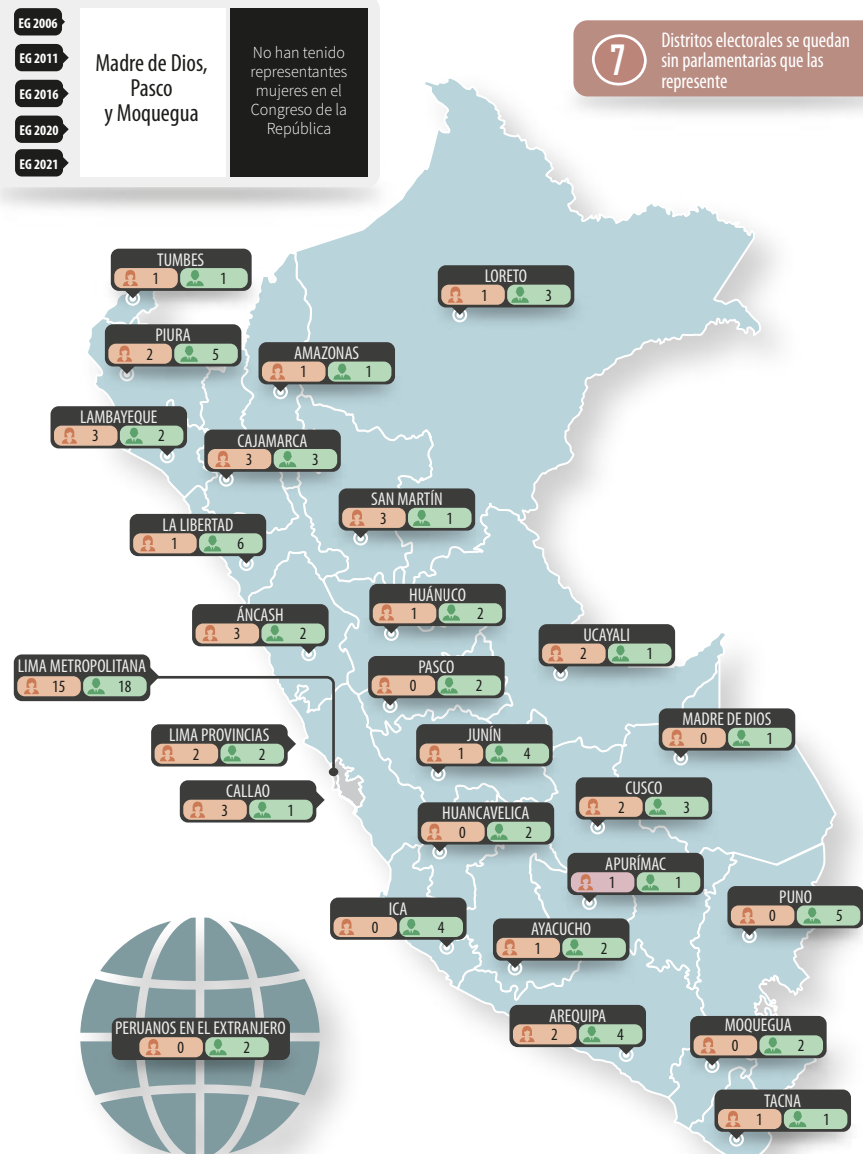 EG 2006
EG 2011
EG 2016
EG 2020
EG 2021
Madre de Dios,
Pasco
y Moquegua
No han tenido
representantes
mujeres en el
Congreso de la
República
7
Distritos electorales se quedan
sin parlamentarias que las
represente
TUMBES
1 1
LORETO
1 3
PIURA
2 5
AMAZONAS
1 1
LAMBAYEQUE
3 2
CAJAMARCA
3 3
SAN MARTÍN
3 1
LA LIBERTAD
1 6
HUÁNUCO
1 2
ÁNCASH
3 2
UCAYALI
2 1
LIMA METROPOLITANA
15 18
PASCO
0 2
MADRE DE DIOS
0 1
LIMA PROVINCIAS
2 2
JUNÍN
1 4
CALLAO
3 1
CUSCO
2 3
HUANCAVELICA
0 2
APURÍMAC
1 1
PUNO
0 5
ICA
0 4
AYACUCHO
1 2
AREQUIPA
2 4
PERUANOS EN EL EXTRANJERO
0 2
MOQUEGUA
0 2
TACNA
1 1